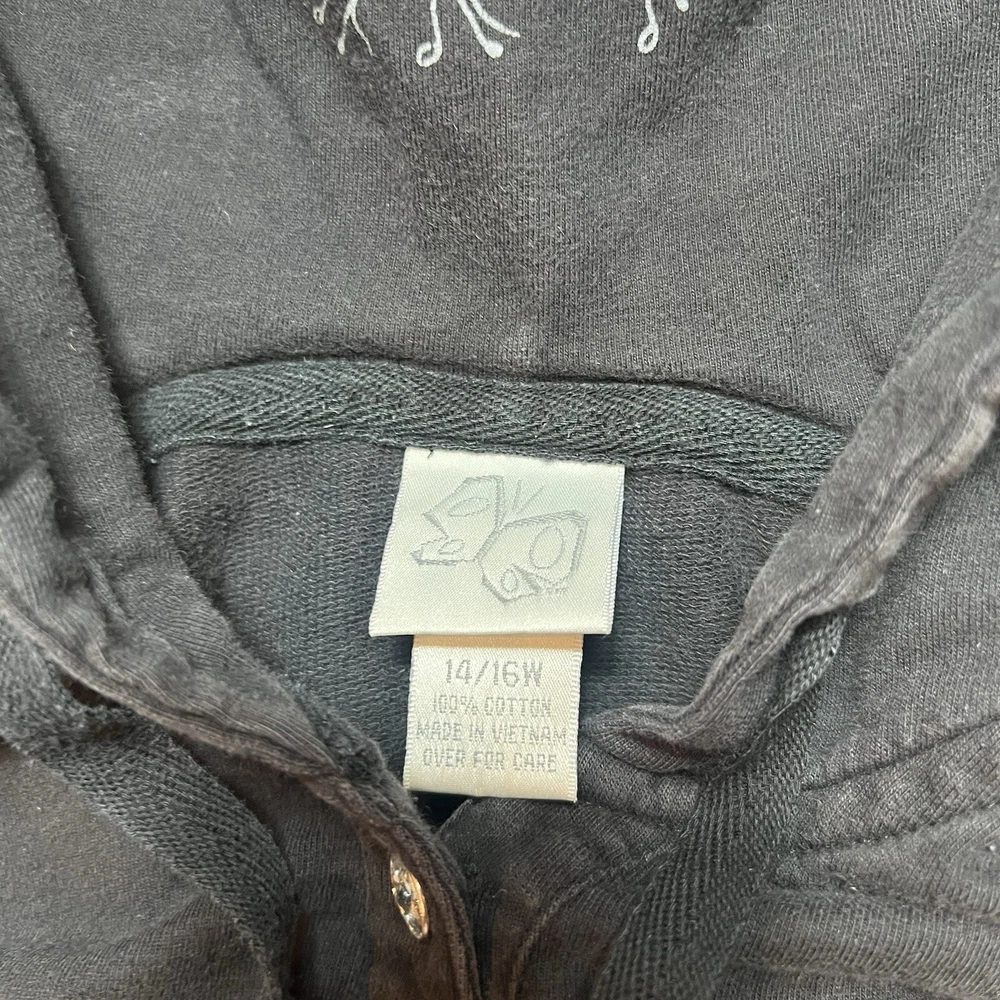 14/16W
100% COTTON
MADE IN VIETNAM
OVER FOR CARE